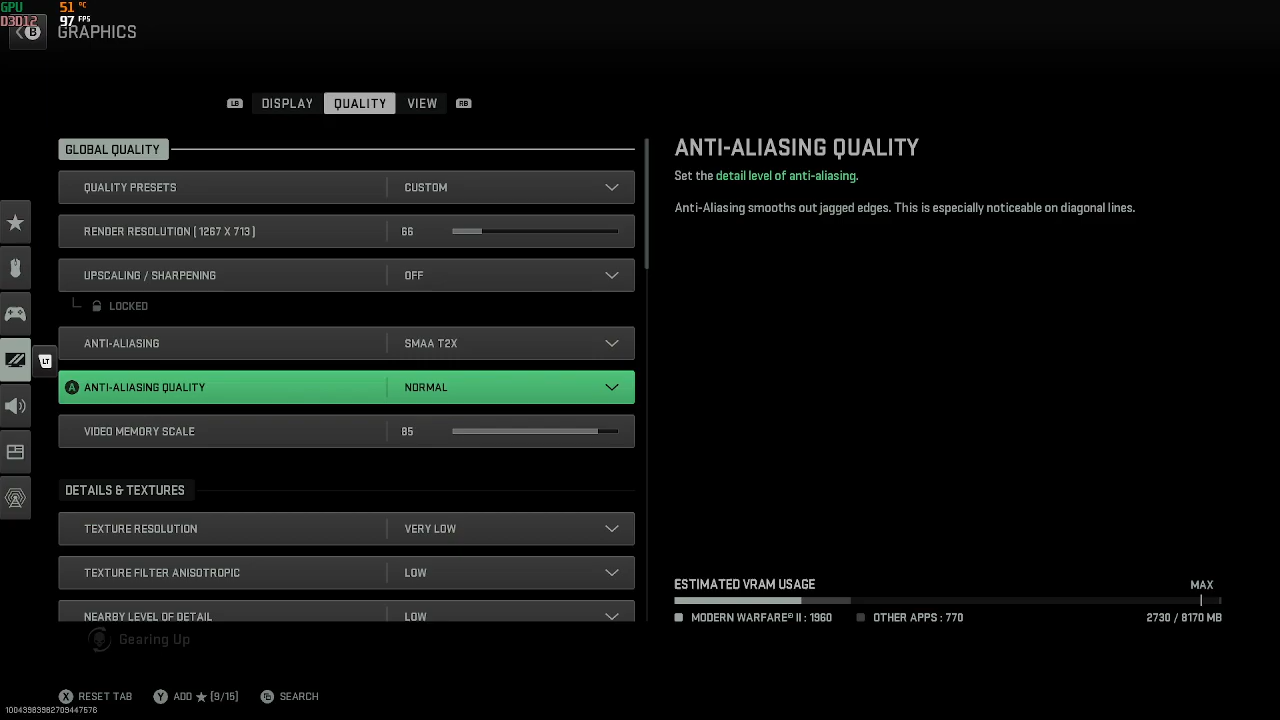 GPU 51 °C
D3D12 97 FPS
B GRAPHICS
LB DISPLAY QUALITY VIEW RB
GLOBAL QUALITY
QUALITY PRESETS CUSTOM
RENDER RESOLUTION [ 1267 X 713 ] 66
UPSCALING / SHARPENING OFF
LOCKED
ANTI-ALIASING SMAA T2X
LT
A ANTI-ALIASING QUALITY NORMAL
VIDEO MEMORY SCALE 85
DETAILS & TEXTURES
TEXTURE RESOLUTION VERY LOW
TEXTURE FILTER ANISOTROPIC LOW
NEARBY LEVEL OF DETAIL LOW
Gearing Up
X RESET TAB Y ADD ★ [9/15] SEARCH
10043983982709447576
ANTI-ALIASING QUALITY
Set the detail level of anti-aliasing.
Anti-Aliasing smooths out jagged edges. This is especially noticeable on diagonal lines.
ESTIMATED VRAM USAGE MAX
MODERN WARFARE® II : 1960 OTHER APPS : 770 2730 / 8170 MB